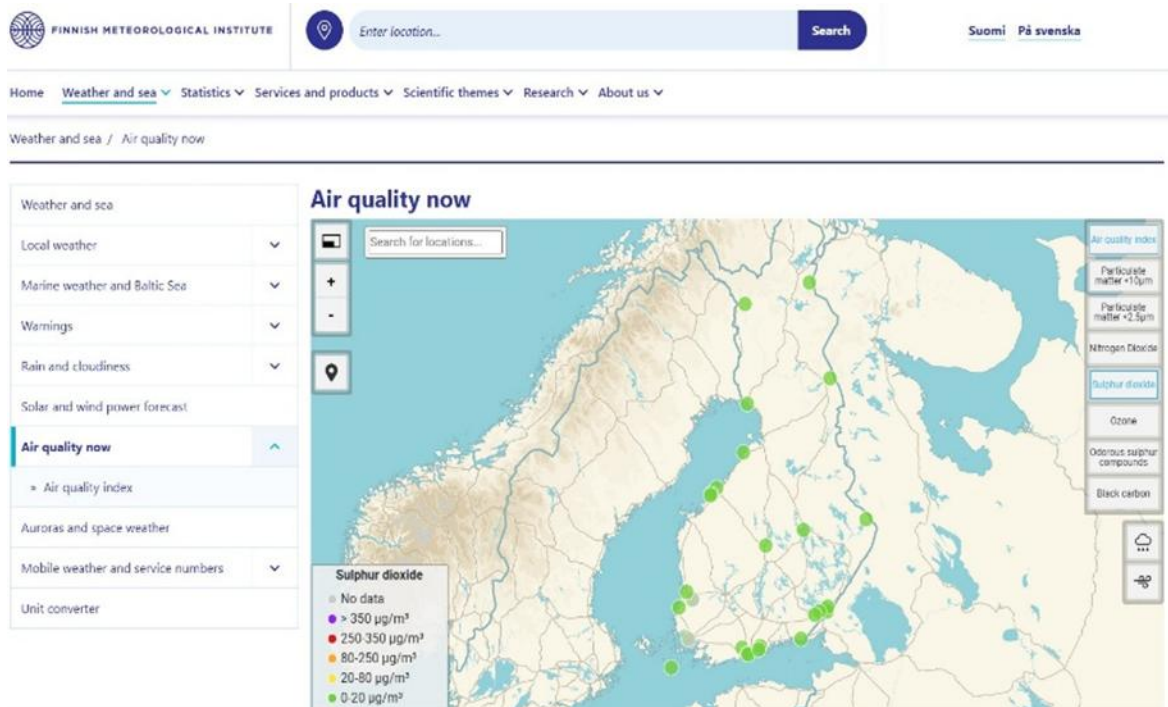 FINNISH METEOROLOGICAL INSTITUTE
Enter location...
Search
Suomi På svenska
Home Weather and sea Statistics Services and products Scientific themes Research About us
Weather and sea / Air quality now
Weather and sea
Local weather
Marine weather and Baltic Sea
Warnings
Rain and cloudiness
Solar and wind power forecast
Air quality now
» Air quality index
Auroras and space weather
Mobile weather and service numbers
Unit converter
Air quality now
Search for locations...
+
-
Air quality index
Particulate
matter <10µm
Particulate
matter <2.5µm
Nitrogen Dioxide
Sulphur dioxide
Ozone
Odorous sulphur
compounds
Black carbon
Sulphur dioxide
No data
> 350 µg/m³
250-350 µg/m³
80-250 µg/m³
20-80 µg/m³
0-20 µg/m³